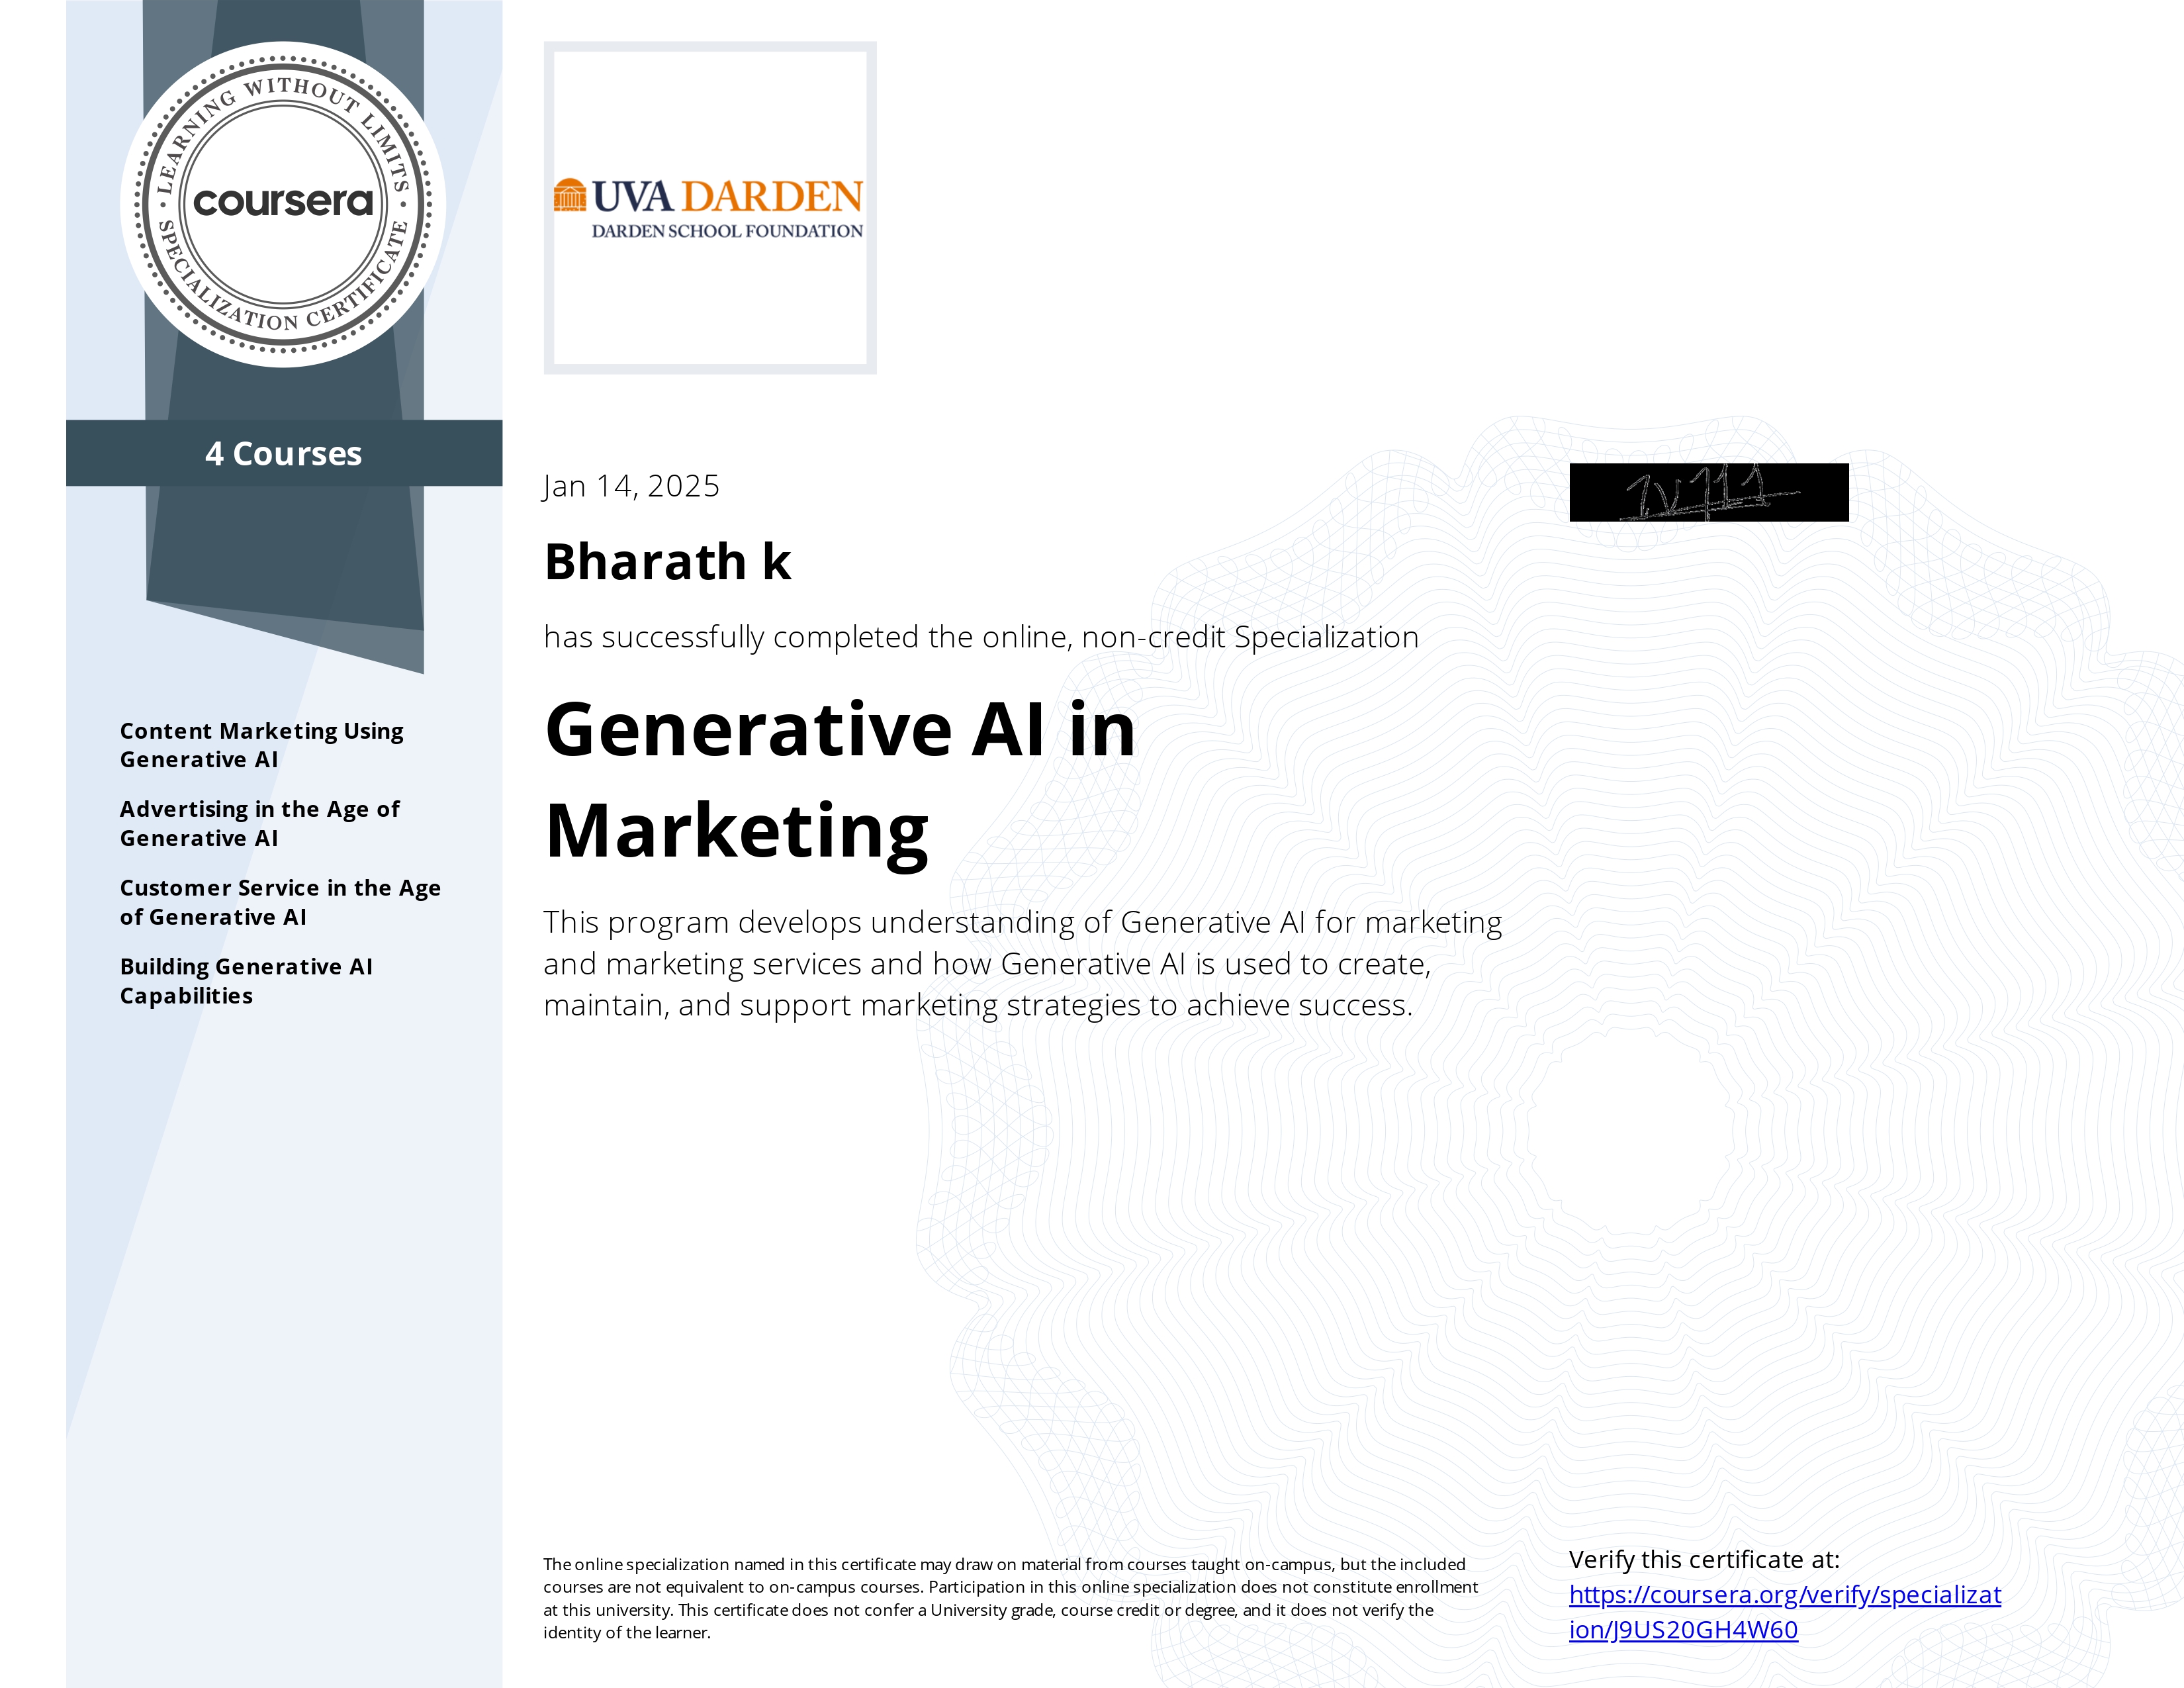 LEARNING WITHOUT LIMITS
coursera
SPECIALIZATION CERTIFICATE
4 Courses
Content Marketing Using
Generative AI
Advertising in the Age of
Generative AI
Customer Service in the Age
of Generative AI
Building Generative AI
Capabilities
UVA DARDEN
DARDEN SCHOOL FOUNDATION
Jan 14, 2025
Bharath k
has successfully completed the online, non-credit Specialization
Generative AI in
Marketing
This program develops understanding of Generative AI for marketing
and marketing services and how Generative AI is used to create,
maintain, and support marketing strategies to achieve success.
The online specialization named in this certificate may draw on material from courses taught on-campus, but the included
courses are not equivalent to on-campus courses. Participation in this online specialization does not constitute enrollment
at this university. This certificate does not confer a University grade, course credit or degree, and it does not verify the
identity of the learner.
Verify this certificate at:
https://coursera.org/verify/specializat
ion/J9US20GH4W60